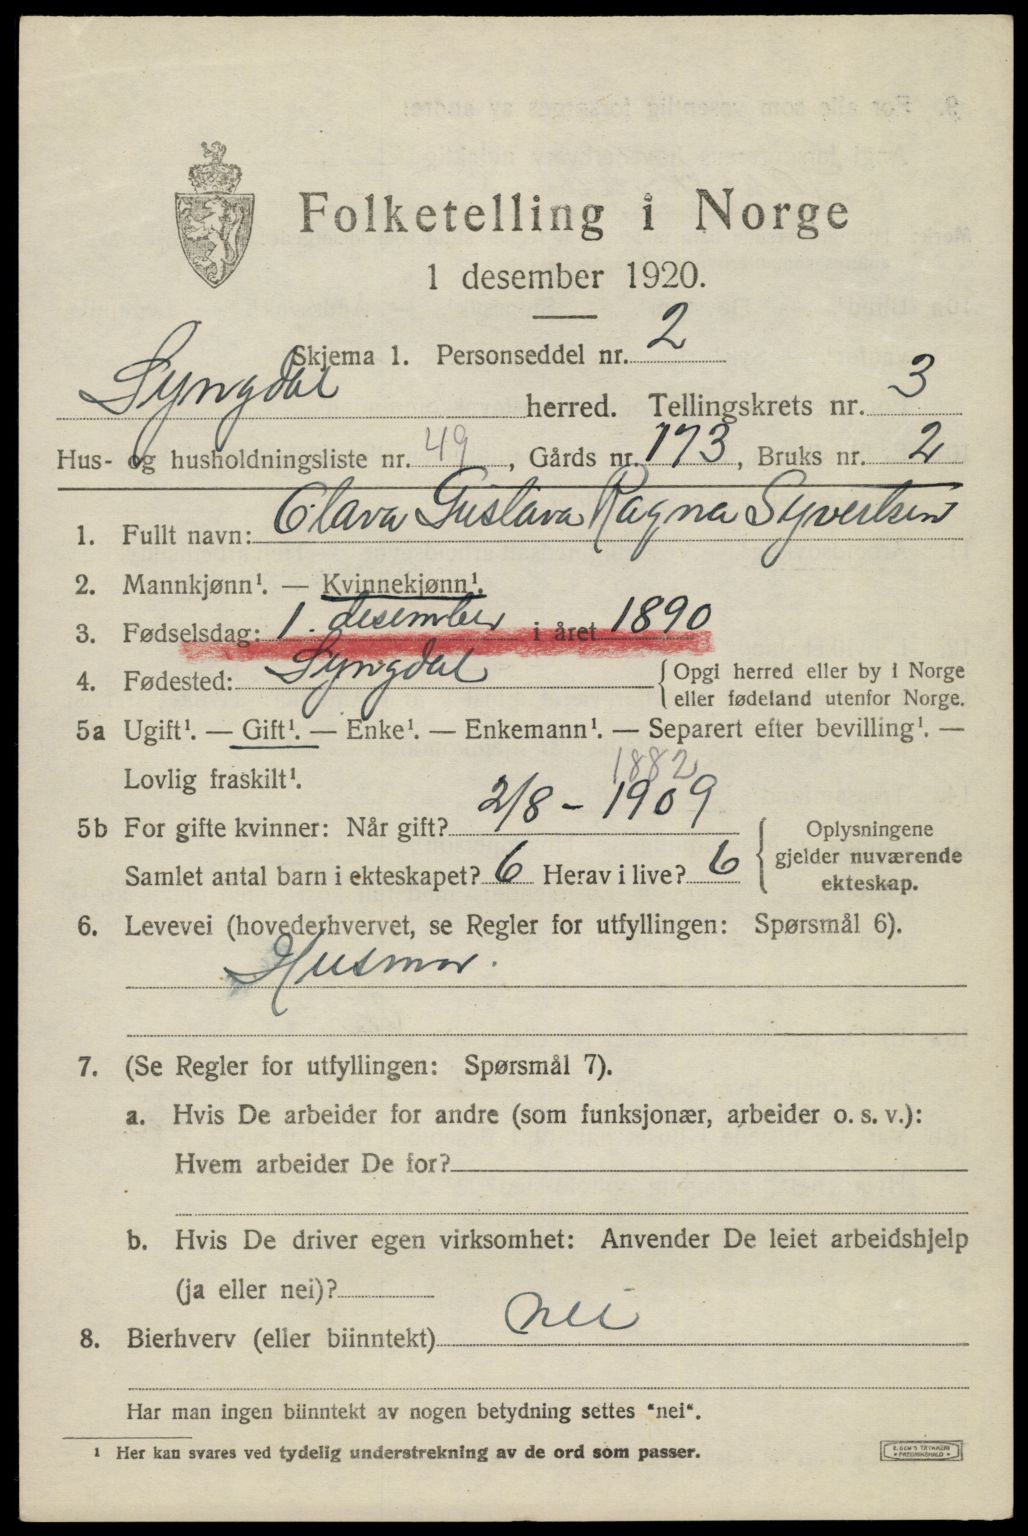 Folketelling i Norge
1 desember 1920.
Skjema 1. Personseddel nr. 2
Lyngdal herred. Tellingskrets nr. 3
Hus- og husholdningsliste nr. 49, Gårds nr. 173, Bruks nr. 2
1. Fullt navn: Clara Gustava Ragna Syvertsen
2. Mannkjønn¹. — Kvinnekjønn¹.
3. Fødselsdag: 1. desember i året 1890
4. Fødested: Lyngdal { Opgi herred eller by i Norge
eller fødeland utenfor Norge.
5a Ugift¹. — Gift¹. — Enke¹. — Enkemann¹. — Separert efter bevilling¹. —
Lovlig fraskilt¹. 1882
5b For gifte kvinner: Når gift? 2/8 - 1909 { Oplysningene
gjelder nuværende
Samlet antal barn i ekteskapet? 6 Herav i live? 6 ekteskap.
6. Levevei (hovederhvervet, se Regler for utfyllingen: Spørsmål 6).
Husmor.
7. (Se Regler for utfyllingen: Spørsmål 7).
a. Hvis De arbeider for andre (som funksjonær, arbeider o. s. v.):
Hvem arbeider De for?
b. Hvis De driver egen virksomhet: Anvender De leiet arbeidshjelp
(ja eller nei)?
8. Bierhverv (eller biinntekt) nei
Har man ingen biinntekt av nogen betydning settes "nei".
¹ Her kan svares ved tydelig understrekning av de ord som passer.